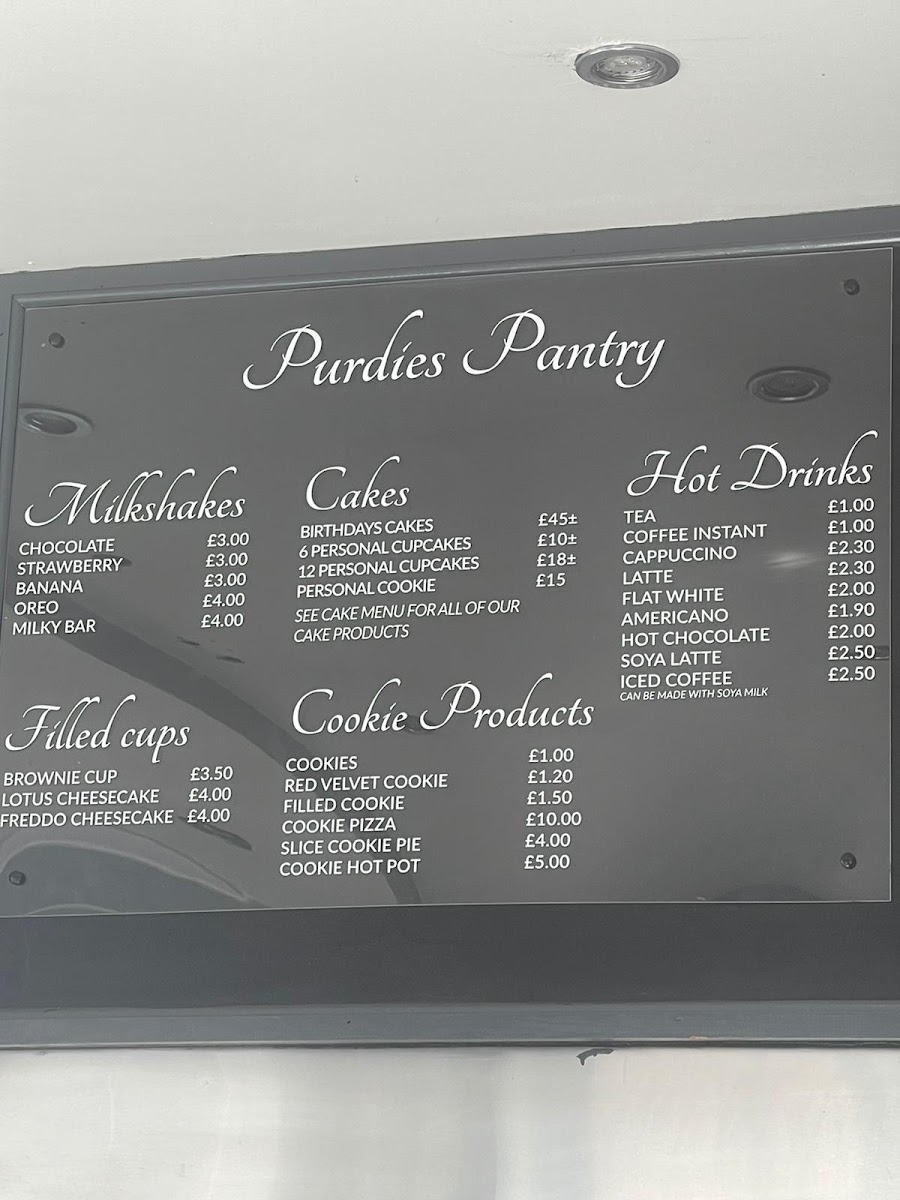 Purdies Pantry
Milkshakes
CHOCOLATE £3.00
STRAWBERRY £3.00
BANANA £3.00
OREO £4.00
MILKY BAR £4.00
Filled cups
BROWNIE CUP £3.50
LOTUS CHEESECAKE £4.00
FREDDO CHEESECAKE £4.00
Cakes
BIRTHDAYS CAKES £45±
6 PERSONAL CUPCAKES £10±
12 PERSONAL CUPCAKES £18±
PERSONAL COOKIE £15
SEE CAKE MENU FOR ALL OF OUR
CAKE PRODUCTS
Cookie Products
COOKIES £1.00
RED VELVET COOKIE £1.20
FILLED COOKIE £1.50
COOKIE PIZZA £10.00
SLICE COOKIE PIE £4.00
COOKIE HOT POT £5.00
Hot Drinks
TEA £1.00
COFFEE INSTANT £1.00
CAPPUCCINO £2.30
LATTE £2.30
FLAT WHITE £2.00
AMERICANO £1.90
HOT CHOCOLATE £2.00
SOYA LATTE £2.50
ICED COFFEE £2.50
CAN BE MADE WITH SOYA MILK